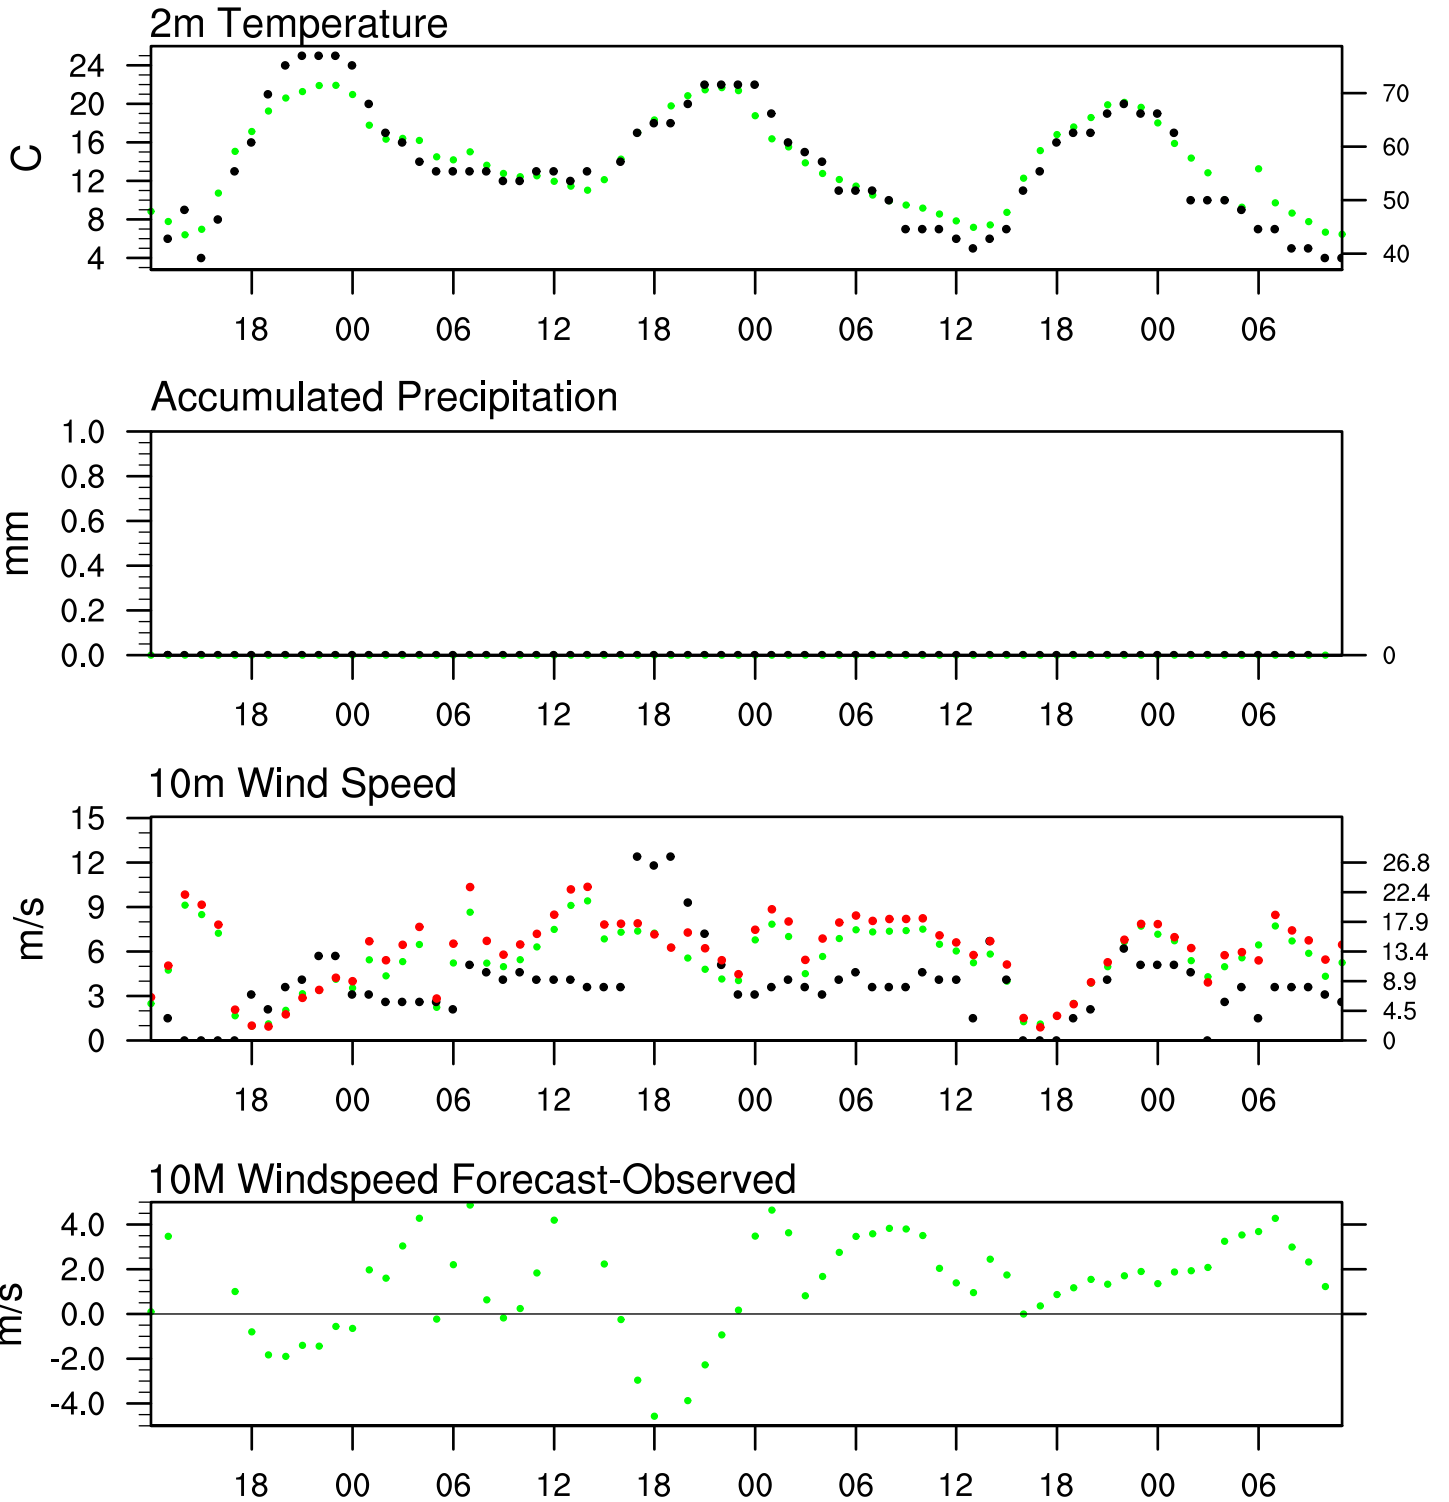 2m Temperature
24
20
16
12
8
4
C
70
60
50
40
18 00 06 12 18 00 06 12 18 00 06
Accumulated Precipitation
1.0
0.8
0.6
0.4
0.2
0.0
mm
0
18 00 06 12 18 00 06 12 18 00 06
10m Wind Speed
15
12
9
6
3
0
m/s
26.8
22.4
17.9
13.4
8.9
4.5
0
18 00 06 12 18 00 06 12 18 00 06
10M Windspeed Forecast-Observed
4.0
2.0
0.0
-2.0
-4.0
m/s
18 00 06 12 18 00 06 12 18 00 06